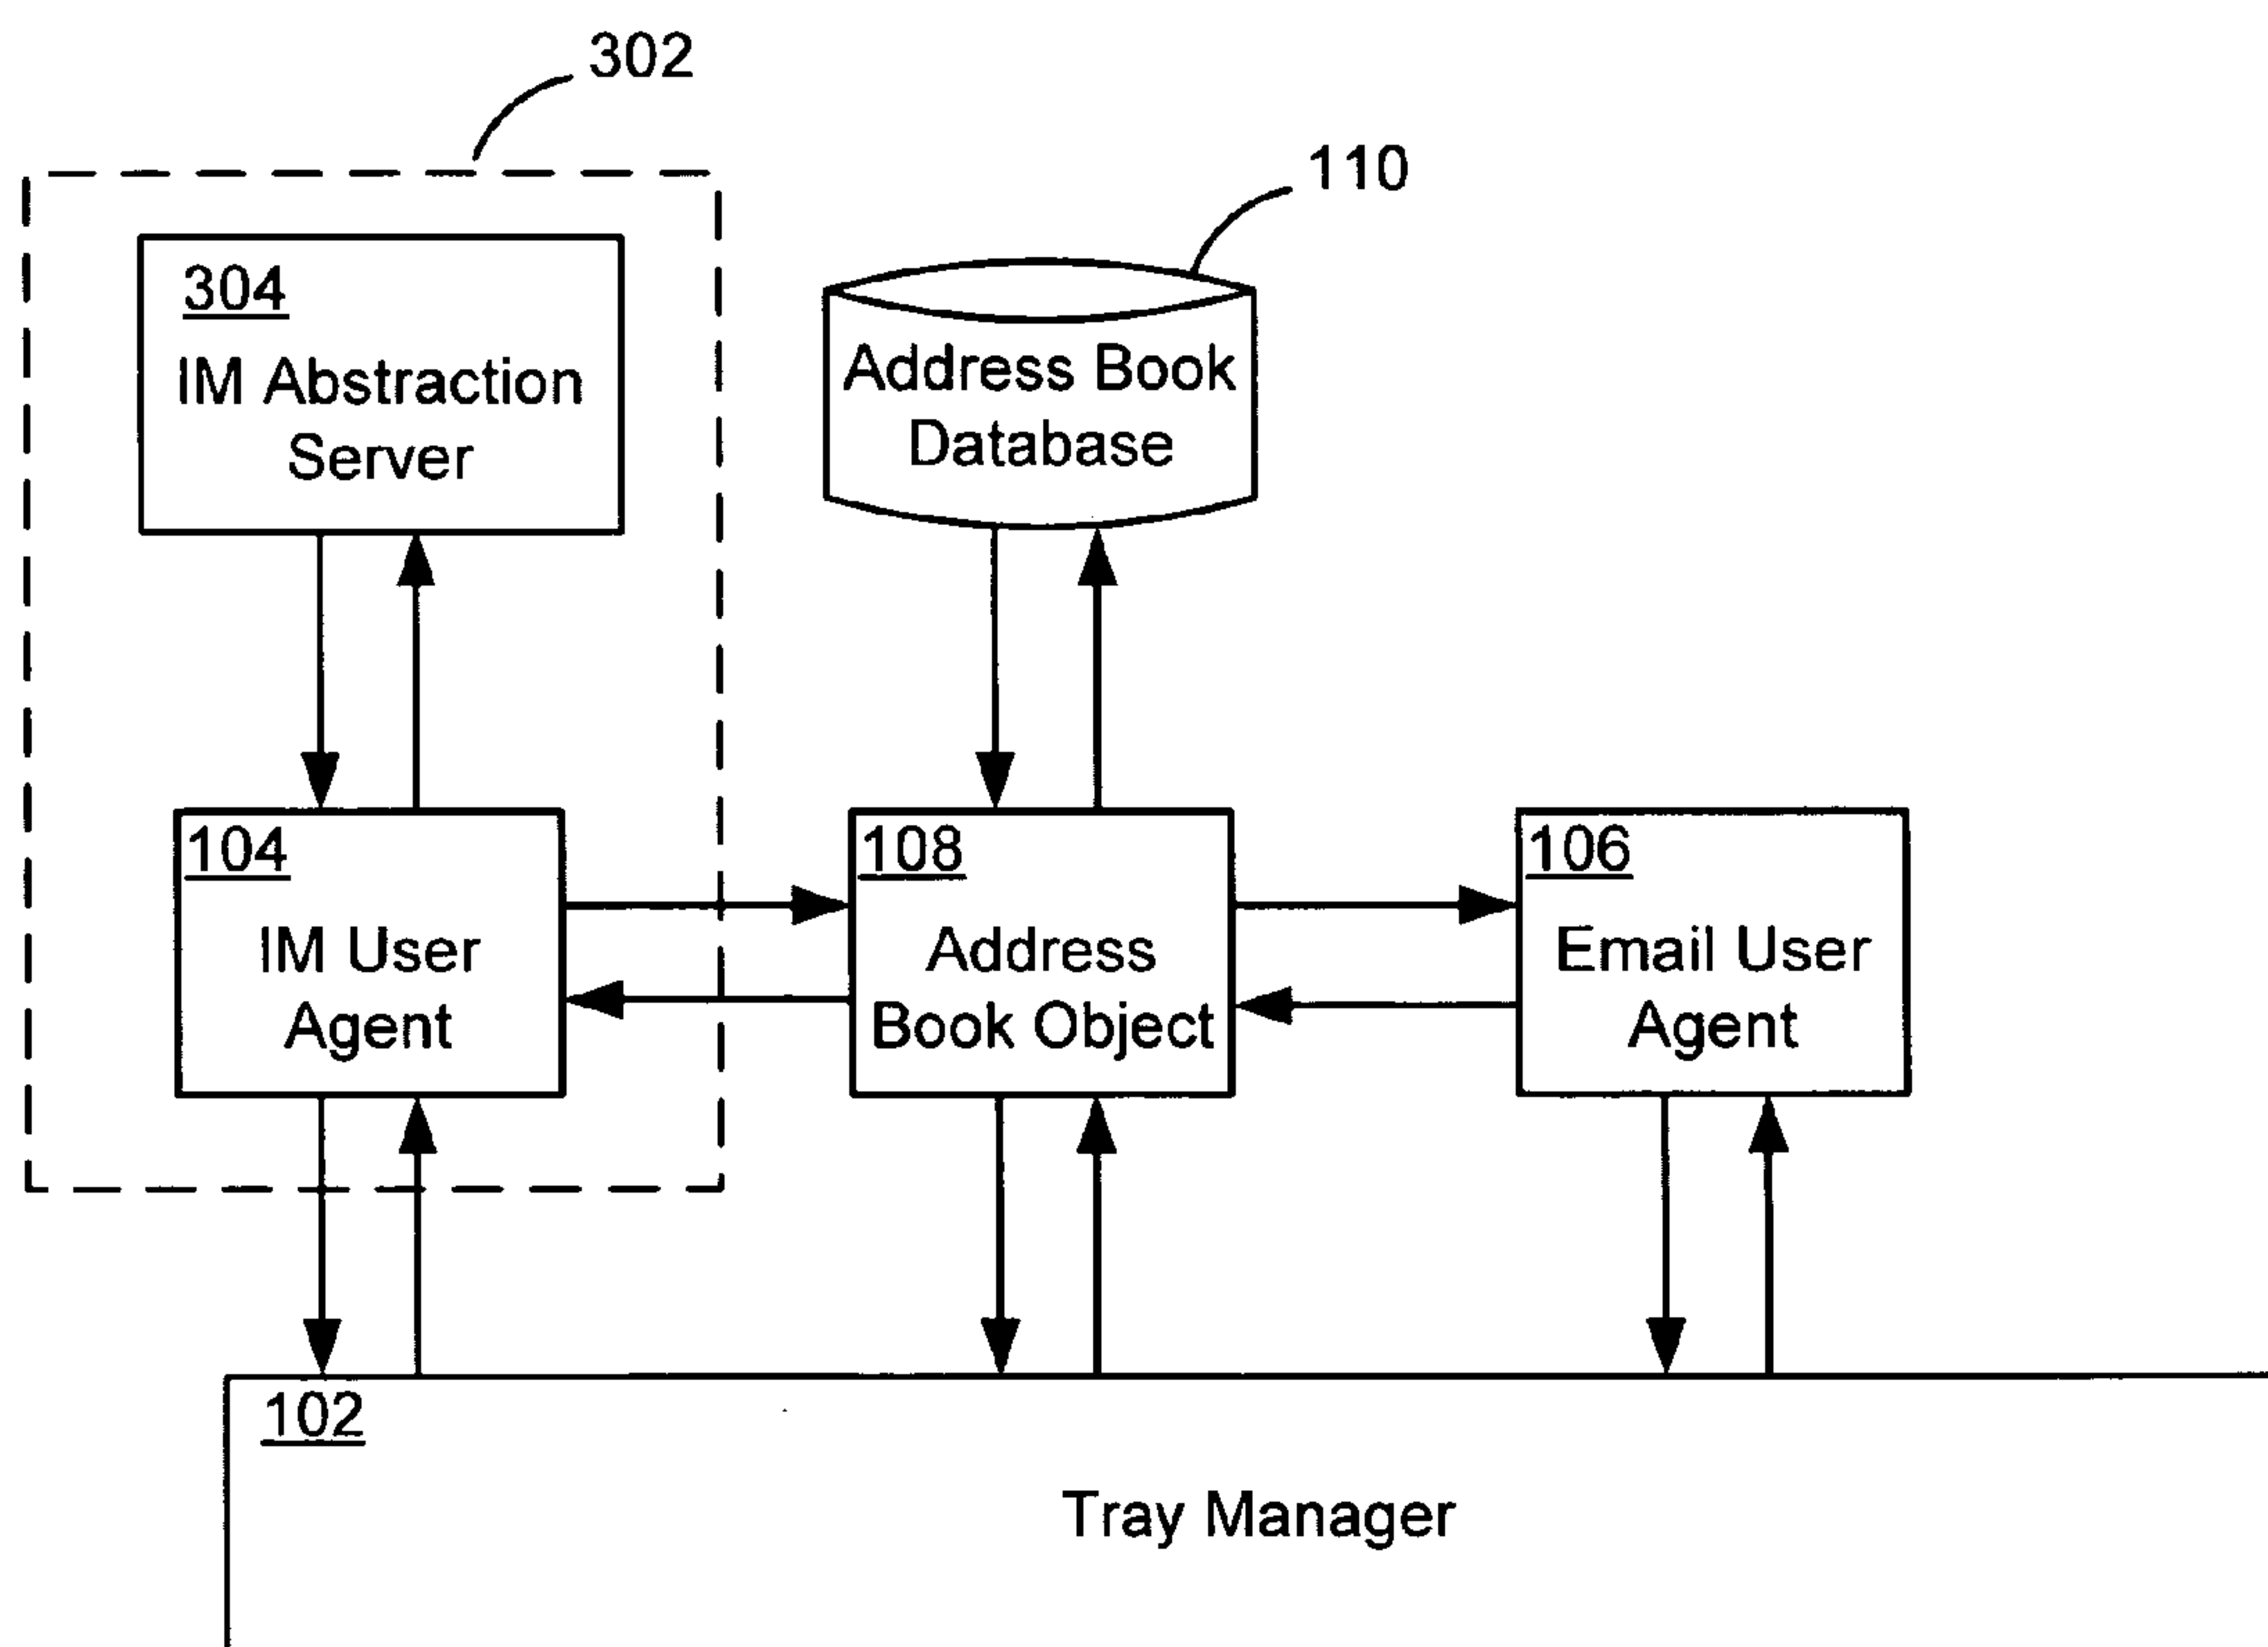 302
110
304
IM Abstraction
Server
Address Book
Database
104
IM User
Agent
108
Address
Book Object
106
Email User
Agent
102
Tray Manager